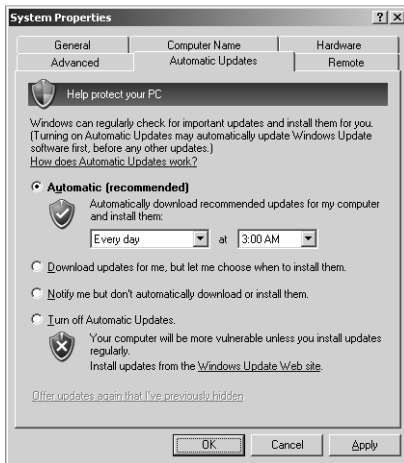 System Properties
General
Computer Name
Hardware
Advanced
Automatic Updates
Remote
Help protect your PC
Windows can regularly check for important updates and install them for you.
(Turning on Automatic Updates may automatically update Windows Update
software first, before any other updates.)
How does Automatic Updates work?
Automatic (recommended)
Automatically download recommended updates for my computer
and install them:
Every day at 3:00 AM
Download updates for me, but let me choose when to install them.
Notify me but don't automatically download or install them.
Turn off Automatic Updates.
Your computer will be more vulnerable unless you install updates
regularly.
Install updates from the Windows Update Web site.
Offer updates again that I've previously hidden
OK Cancel Apply